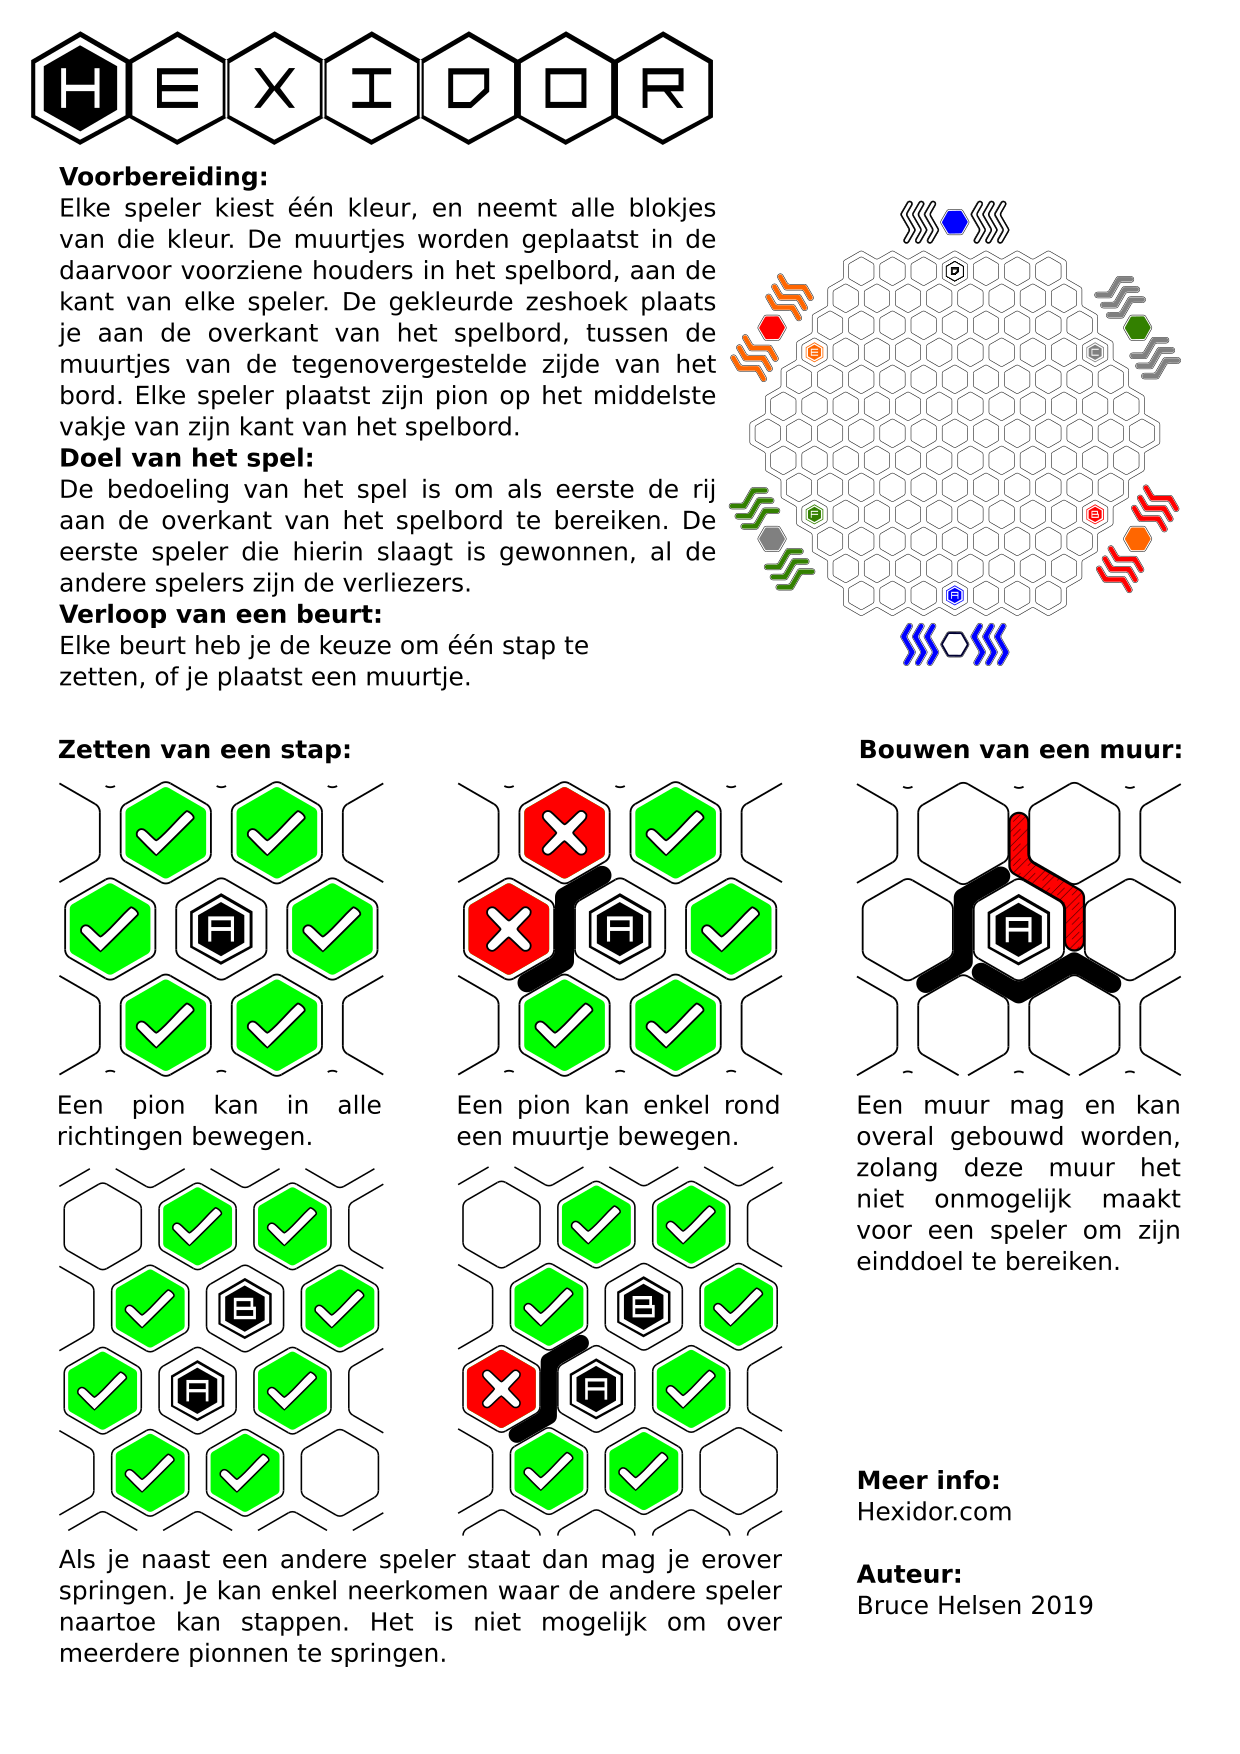 HEXIDOR
Voorbereiding:
Elke speler kiest één kleur, en neemt alle blokjes
van die kleur. De muurtjes worden geplaatst in de
daarvoor voorziene houders in het spelbord, aan de
kant van elke speler. De gekleurde zeshoek plaats
je aan de overkant van het spelbord, tussen de
muurtjes van de tegenovergestelde zijde van het
bord. Elke speler plaatst zijn pion op het middelste
vakje van zijn kant van het spelbord.
Doel van het spel:
De bedoeling van het spel is om als eerste de rij
aan de overkant van het spelbord te bereiken. De
eerste speler die hierin slaagt is gewonnen, al de
andere spelers zijn de verliezers.
Verloop van een beurt:
Elke beurt heb je de keuze om één stap te
zetten, of je plaatst een muurtje.
D
E
C
F
B
A
Zetten van een stap:
Bouwen van een muur:
A
A
A
Een pion kan in alle
richtingen bewegen.
Een pion kan enkel rond
een muurtje bewegen.
Een muur mag en kan
overal gebouwd worden,
zolang deze muur het
niet onmogelijk maakt
voor een speler om zijn
einddoel te bereiken.
B
A
B
A
Als je naast een andere speler staat dan mag je erover
springen. Je kan enkel neerkomen waar de andere speler
naartoe kan stappen. Het is niet mogelijk om over
meerdere pionnen te springen.
Meer info:
Hexidor.com
Auteur:
Bruce Helsen 2019